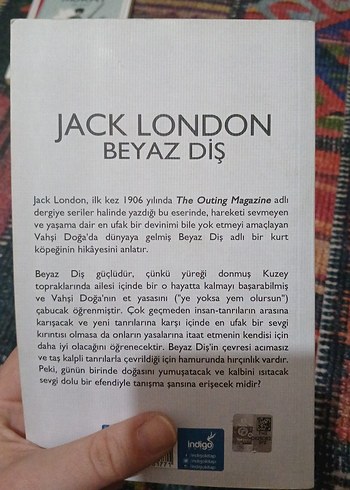 JACK LONDON
BEYAZ DİŞ
Jack London, ilk kez 1906 yılında The Outing Magazine adlı
dergiye seriler halinde yazdığı bu eserinde, hareketi sevmeyen
ve yaşama dair en ufak bir devinimi bile yok etmeyi amaçlayan
Vahşi Doğa'da dünyaya gelmiş Beyaz Diş adlı bir kurt
köpeğinin hikâyesini anlatır.
Beyaz Diş güçlüdür, çünkü yüreği donmuş Kuzey
topraklarında ailesi içinde bir o hayatta kalmayı başarabilmiş
ve Vahşi Doğa'nın et yasasını ("ye yoksa yem olursun")
çabucak öğrenmiştir. Çok geçmeden insan-tanrıların arasına
karışacak ve yeni tanrılarına karşı içinde en ufak bir sevgi
kırıntısı olmasa da onların yasalarına itaat etmenin kendisi için
daha iyi olacağını öğrenecektir. Beyaz Diş'in çevresi acımasız
ve taş kalpli tanrılarla çevrildiği için hamurunda hırçınlık vardır.
Peki, günün birinde doğasını yumuşatacak ve kalbini ısıtacak
sevgi dolu bir efendiyle tanışma şansına erişecek midir?
indigo